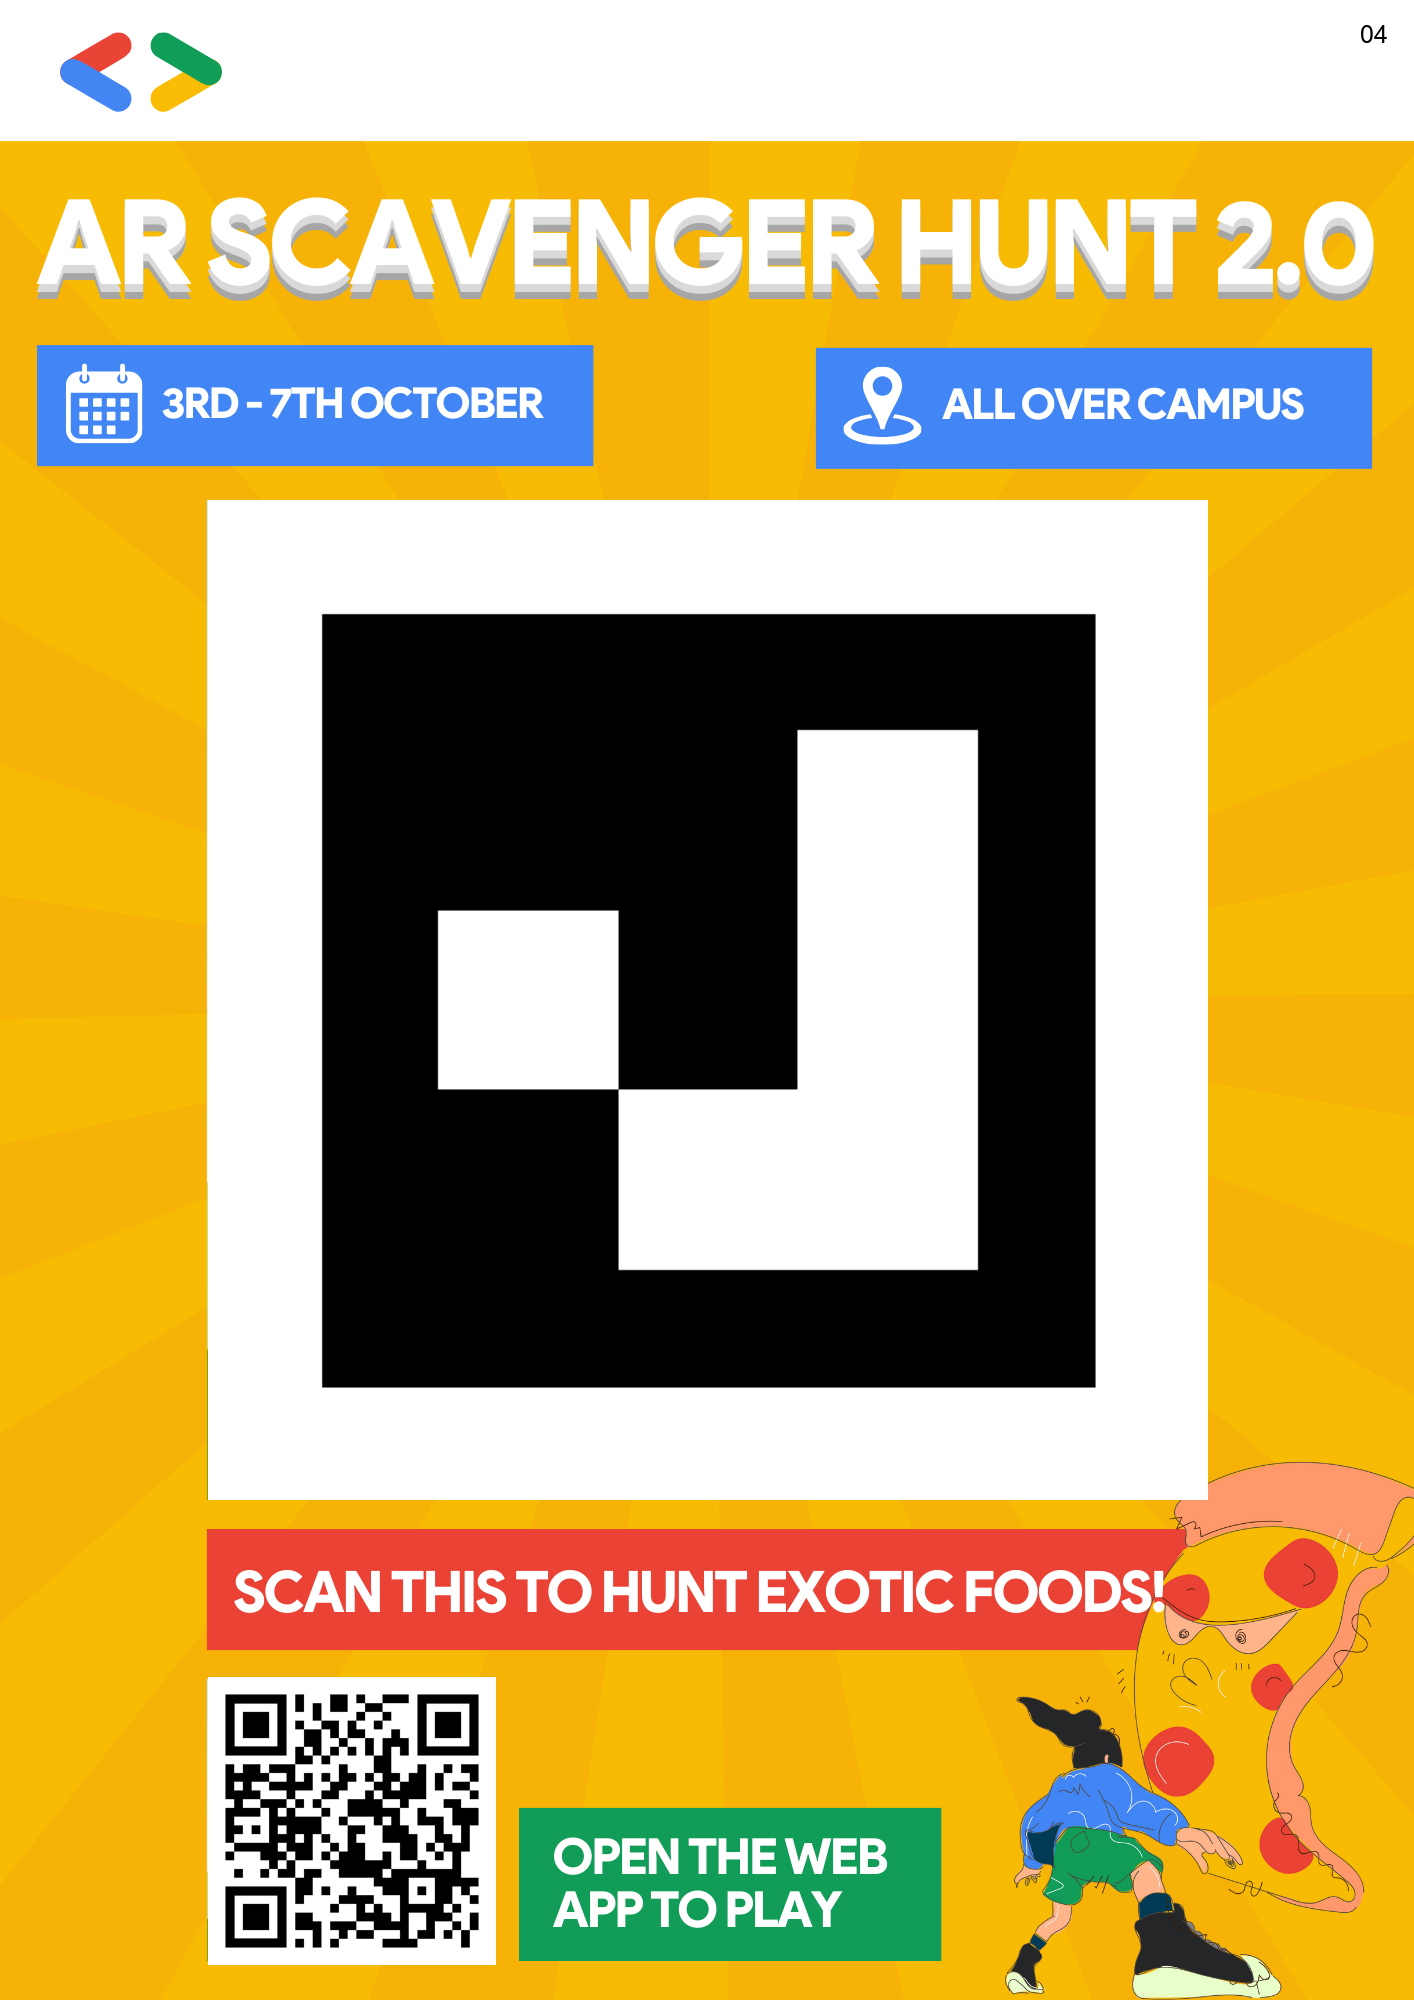 04
AR SCAVENGER HUNT 2.0
3RD - 7TH OCTOBER
ALL OVER CAMPUS
SCAN THIS TO HUNT EXOTIC FOODS!
OPEN THE WEB
APP TO PLAY